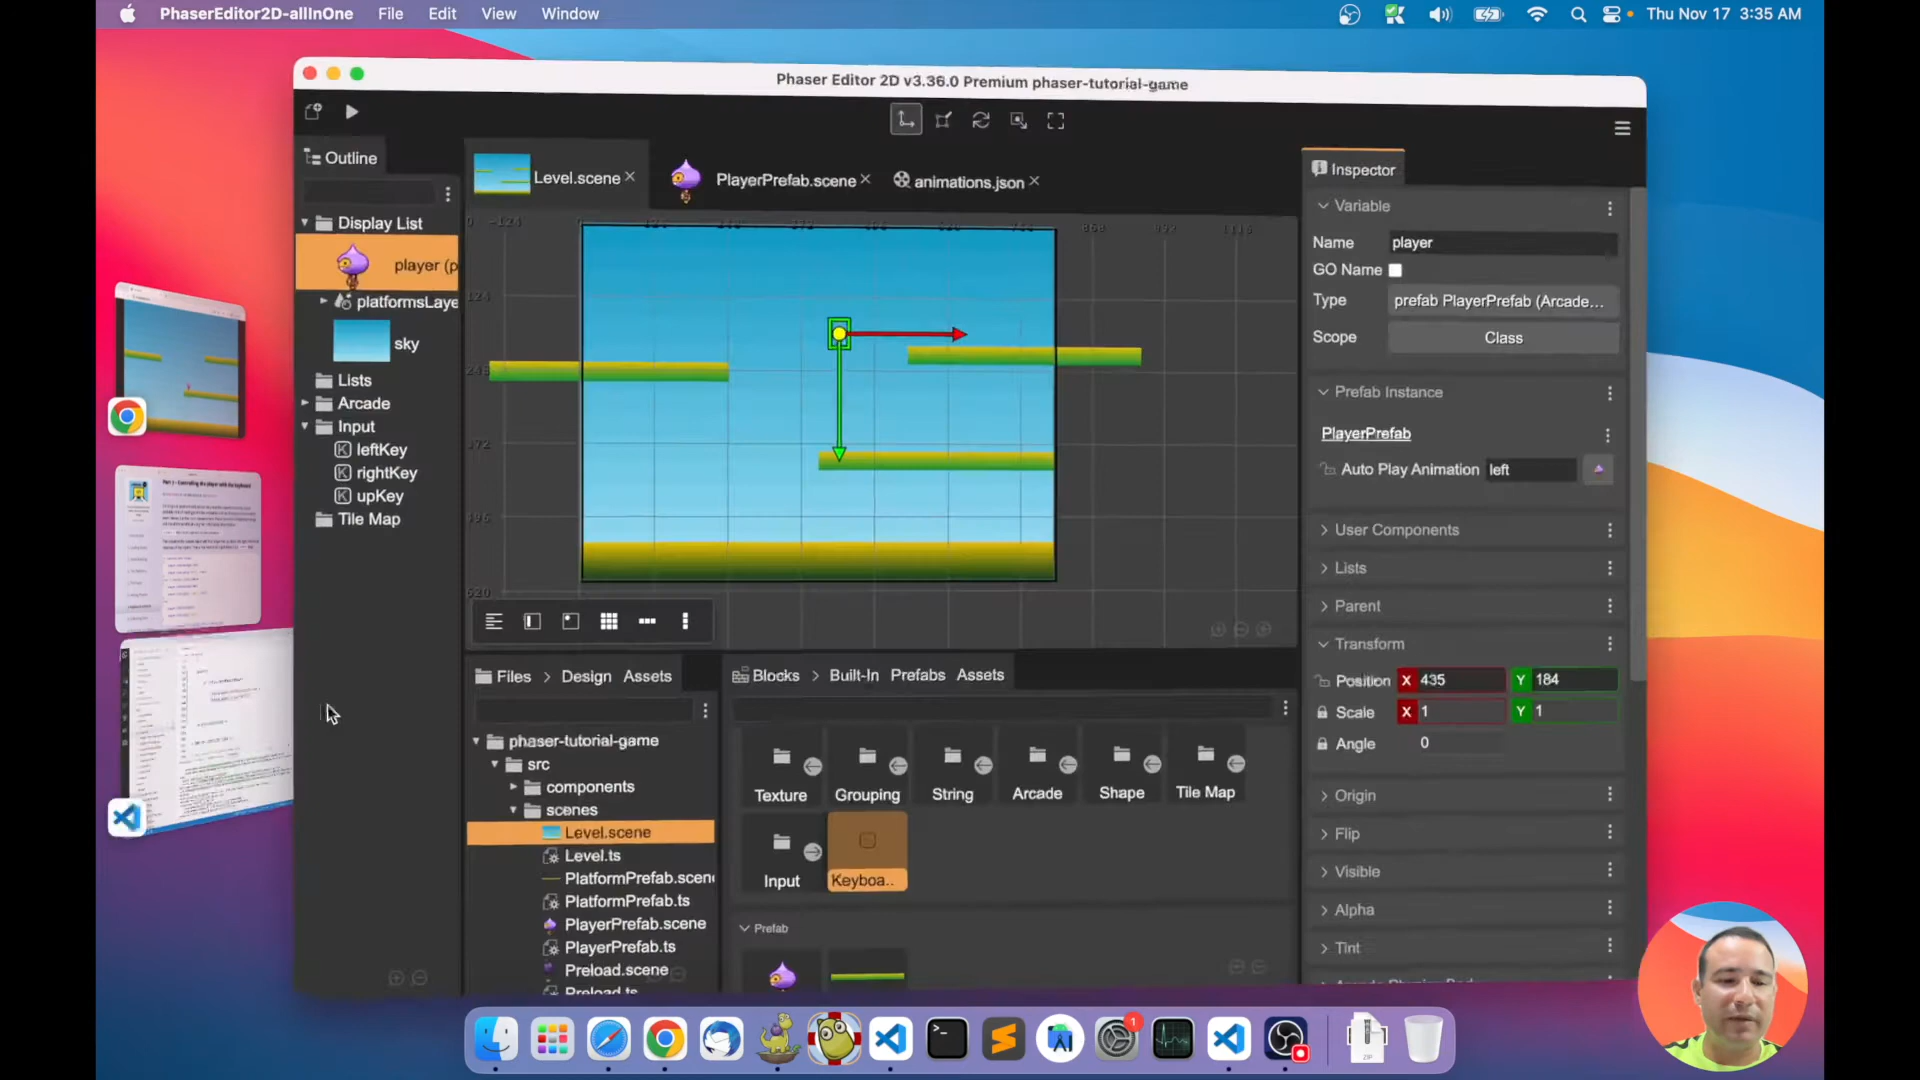 PhaserEditor2D-allInOne File Edit View Window Thu Nov 17 3:35 AM
Phaser Editor 2D v3.36.0 Premium phaser-tutorial-game
Outline
Level.scene
PlayerPrefab.scene
animations.json
Inspector
Display List
player (p
platformsLaye
sky
Lists
Arcade
Input
leftKey
rightKey
upKey
Tile Map
Variable
Name player
GO Name
Type prefab PlayerPrefab (Arcade...
Scope Class
Prefab Instance
PlayerPrefab
Auto Play Animation left
User Components
Lists
Parent
Transform
Position X 435 Y 184
Scale X 1 Y 1
Angle 0
Origin
Flip
Visible
Alpha
Tint
Files > Design Assets
phaser-tutorial-game
src
components
scenes
Level.scene
Level.ts
PlatformPrefab.scene
PlatformPrefab.ts
PlayerPrefab.scene
PlayerPrefab.ts
Preload.scene
Preload.ts
Blocks > Built-In Prefabs Assets
Texture
Grouping
String
Arcade
Shape
Tile Map
Input
Keyboa..
Prefab
1
ZIP